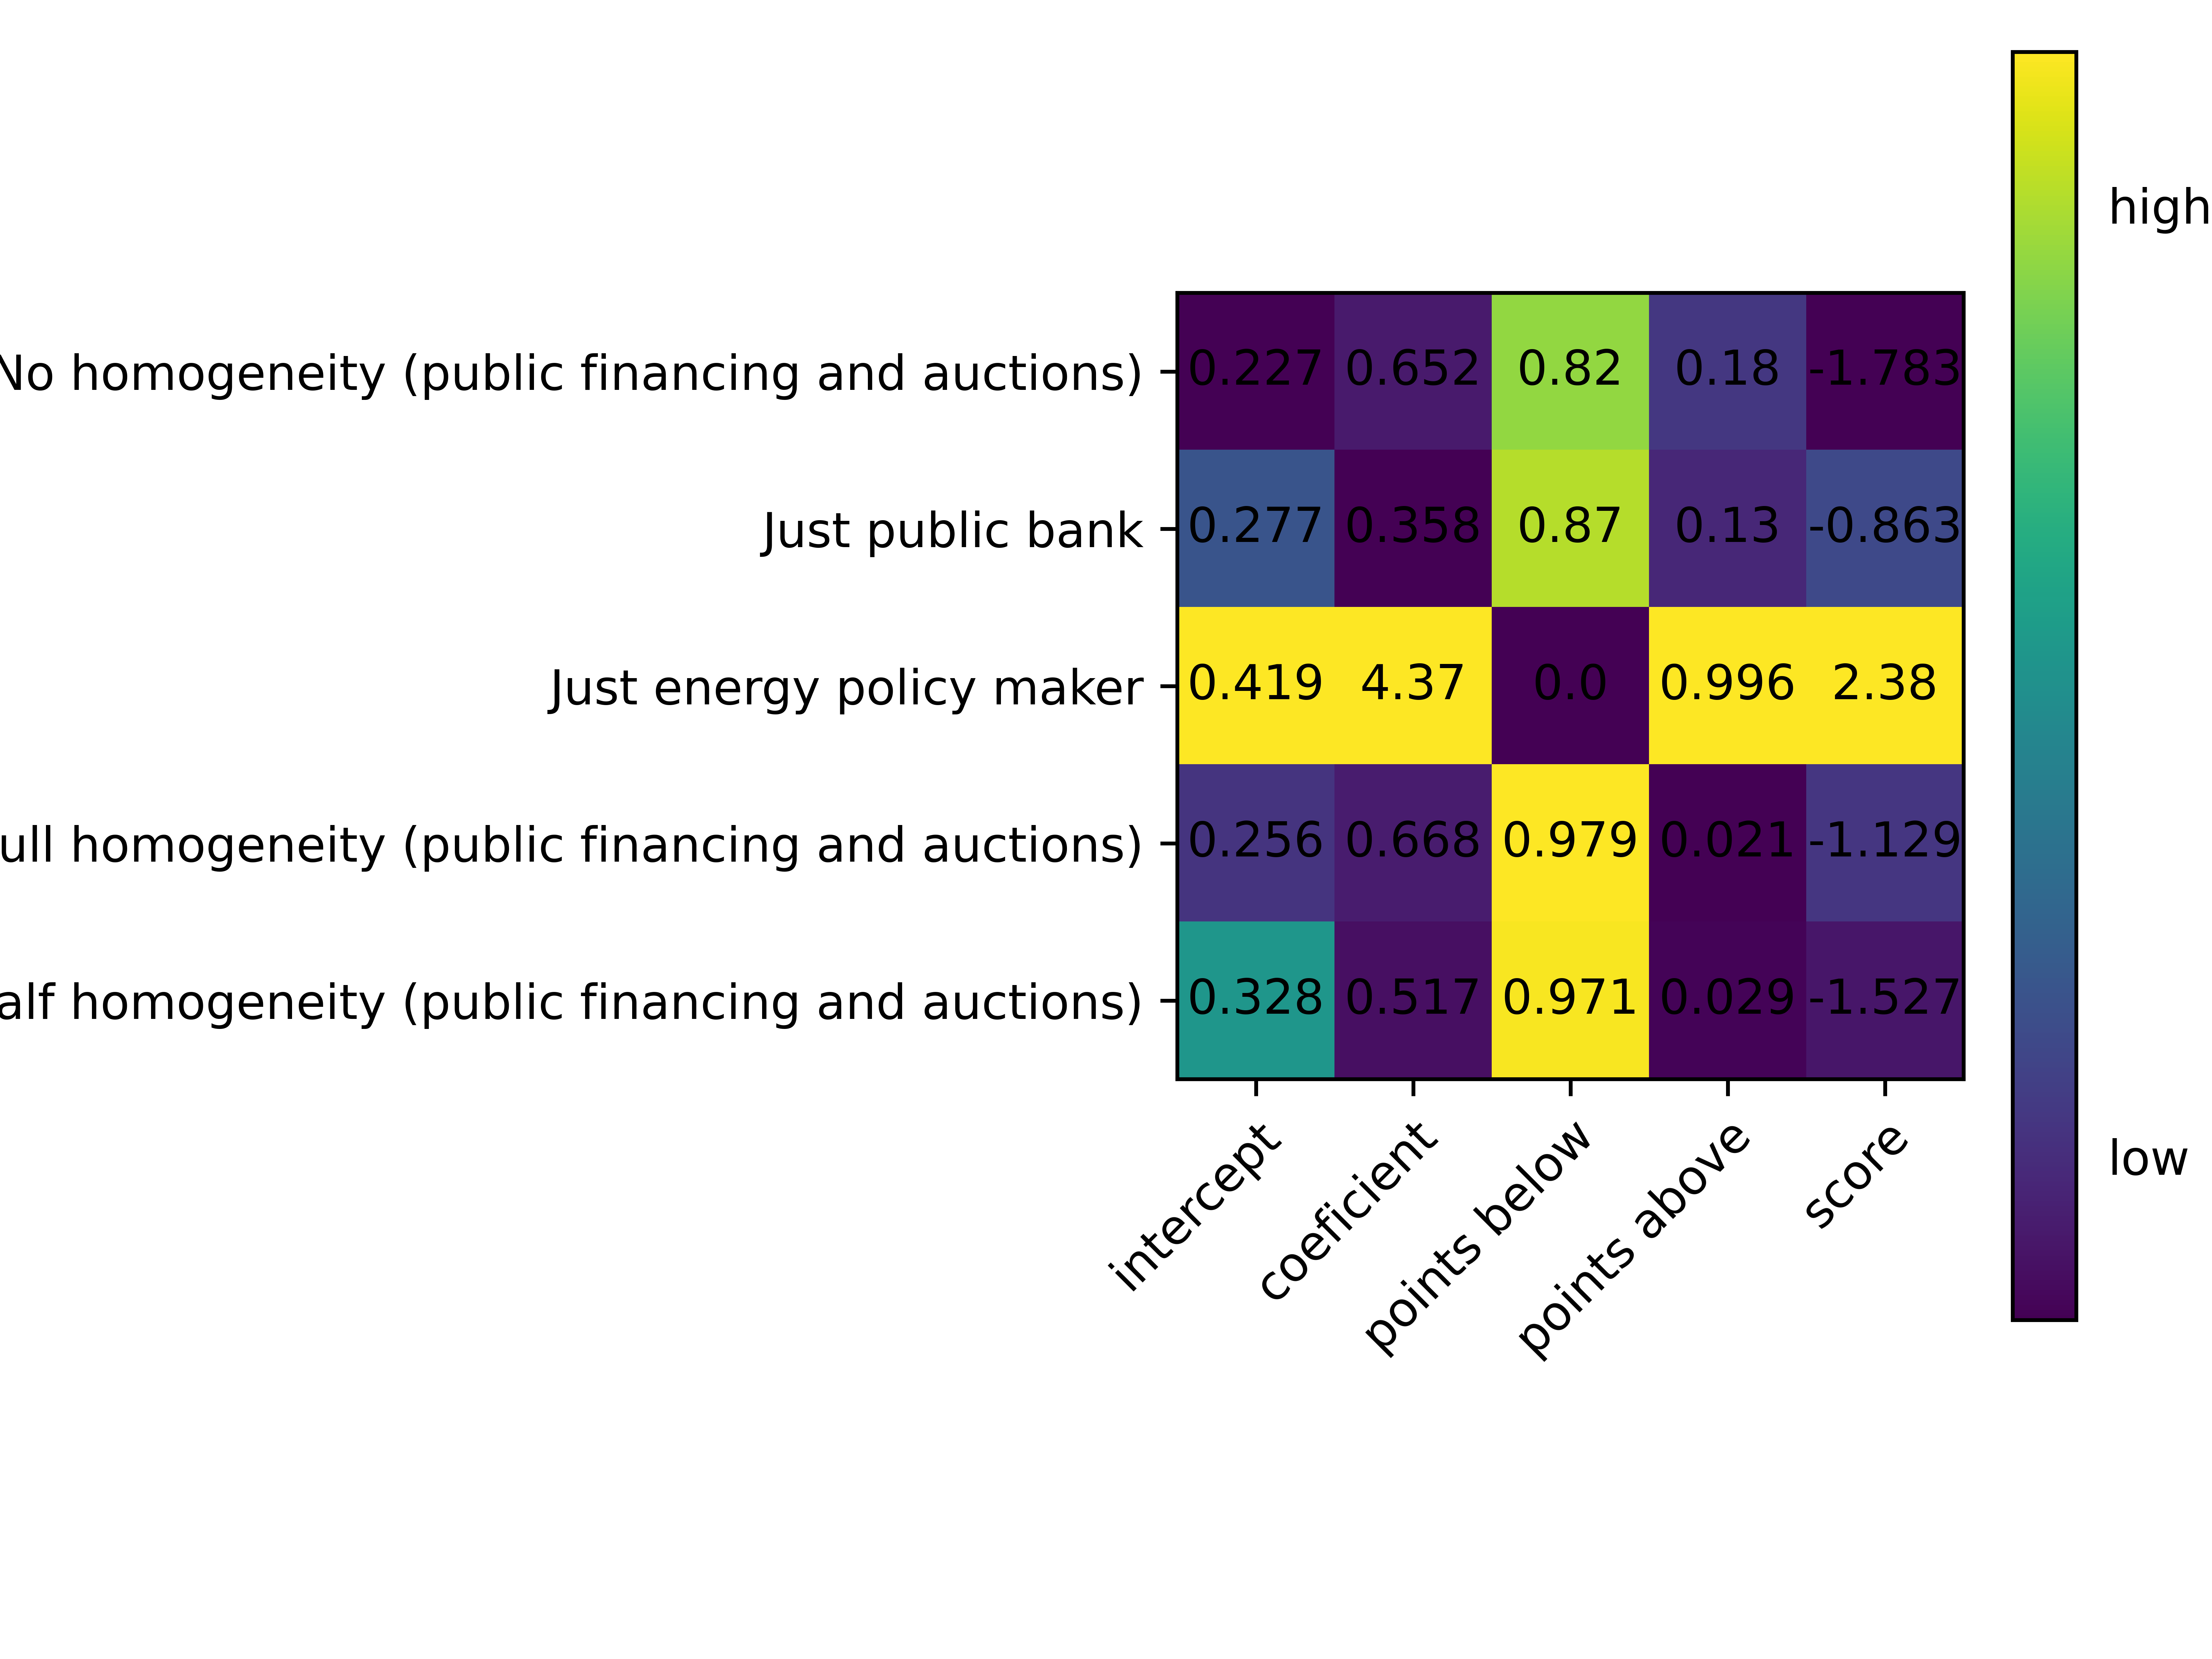 high
No homogeneity (public financing and auctions) 0.227 0.652 0.82 0.18 -1.783
Just public bank 0.277 0.358 0.87 0.13 -0.863
Just energy policy maker 0.419 4.37 0.0 0.996 2.38
ull homogeneity (public financing and auctions) 0.256 0.668 0.979 0.021 -1.129
alf homogeneity (public financing and auctions) 0.328 0.517 0.971 0.029 -1.527
low
intercept
coeficient
points below
points above
score